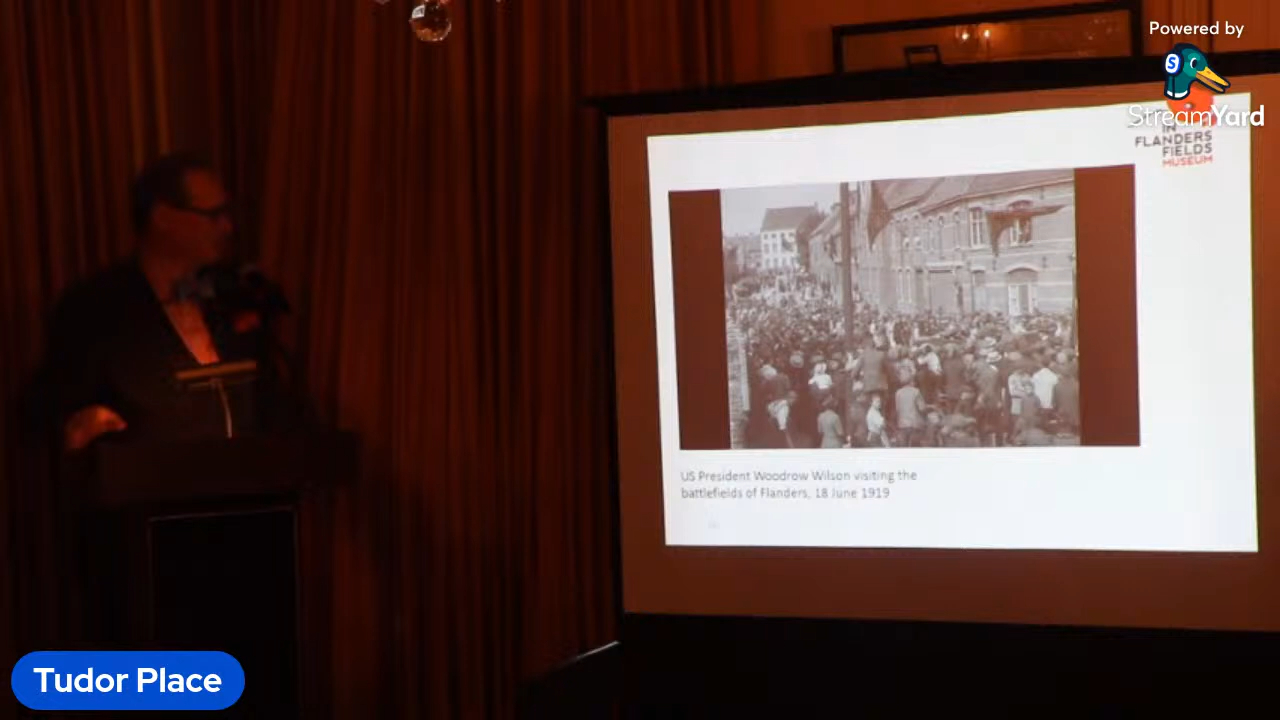 Powered by
S
StreamYard
IN
FLANDERS
FIELDS
MUSEUM
US President Woodrow Wilson visiting the
battlefields of Flanders, 18 June 1919
Tudor Place